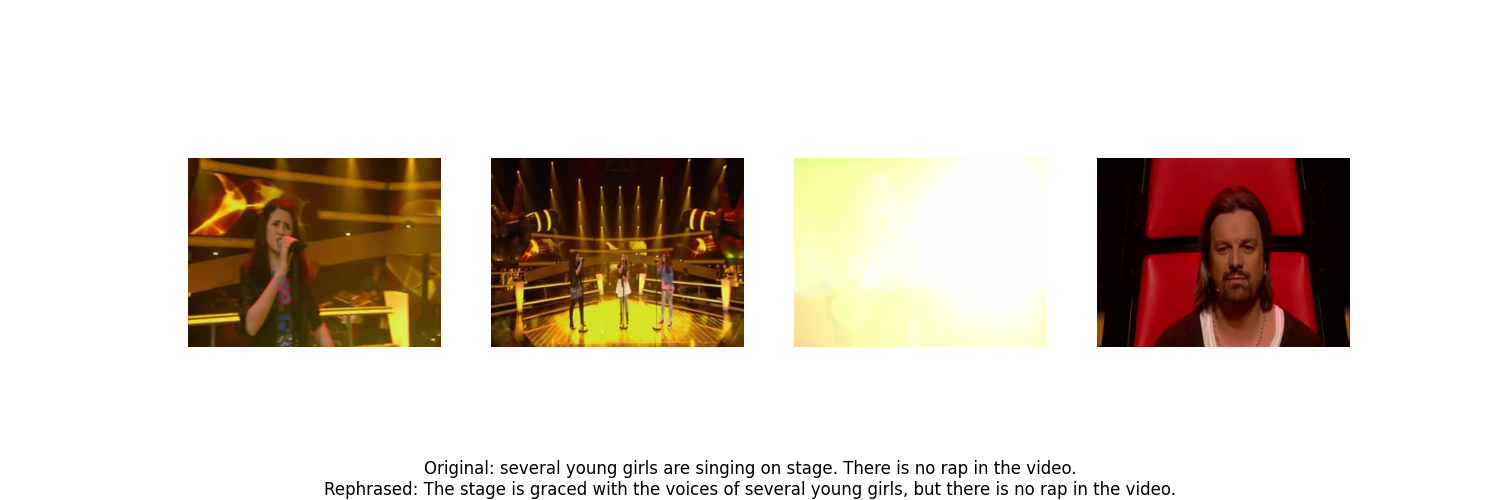 Original: several young girls are singing on stage. There is no rap in the video.
Rephrased: The stage is graced with the voices of several young girls, but there is no rap in the video.